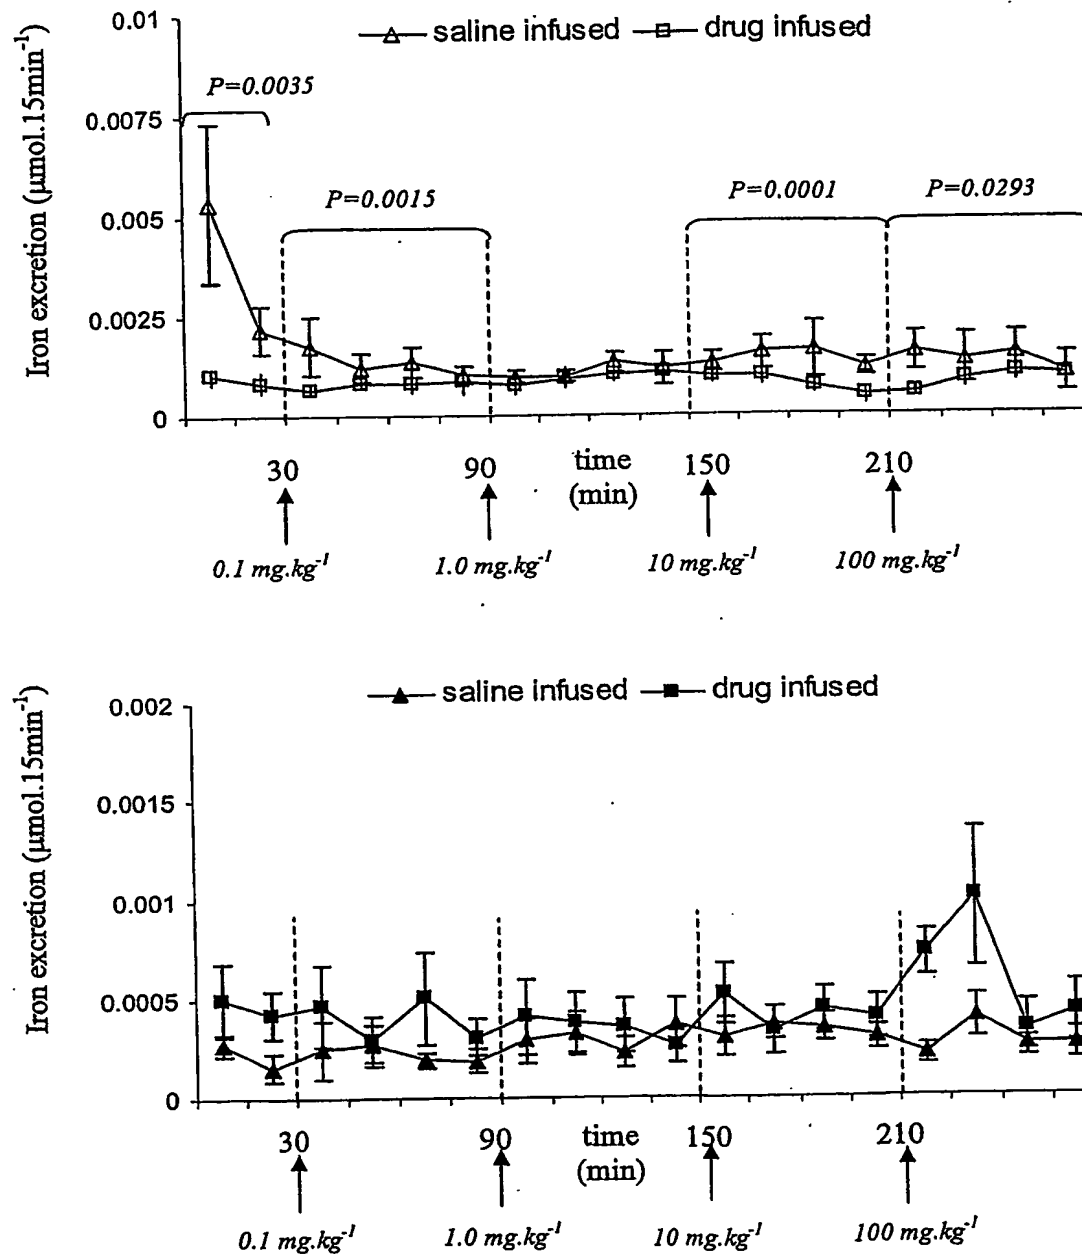 0.01
saline infused drug infused
P=0.0035
0.0075
P=0.0015
P=0.0001
P=0.0293
0.005
0.0025
0
Iron excretion (µmol.15min⁻¹)
30 90 time (min) 150 210
0.1 mg.kg⁻¹ 1.0 mg.kg⁻¹ 10 mg.kg⁻¹ 100 mg.kg⁻¹
saline infused drug infused
0.002
0.0015
0.001
0.0005
0
Iron excretion (µmol.15min⁻¹)
30 90 time (min) 150 210
0.1 mg.kg⁻¹ 1.0 mg.kg⁻¹ 10 mg.kg⁻¹ 100 mg.kg⁻¹